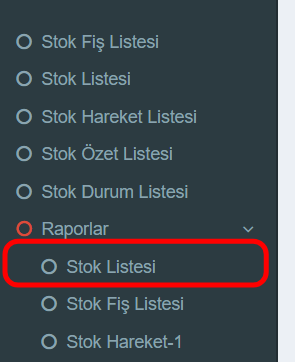 Stok Fiş Listesi
Stok Listesi
Stok Hareket Listesi
Stok Özet Listesi
Stok Durum Listesi
Raporlar
Stok Listesi
Stok Fiş Listesi
Stok Hareket-1